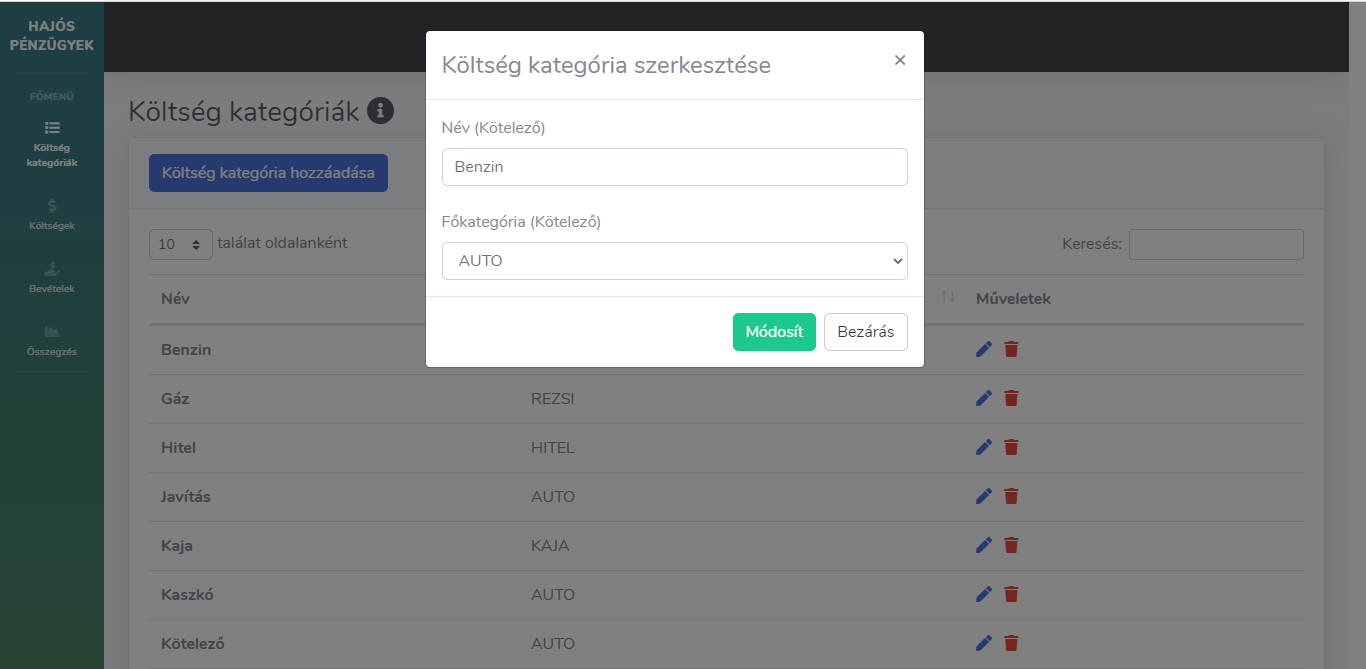 HAJÓS
PÉNZÜGYEK
FŐMENÜ
Költség
kategóriák
Költségek
Bevételek
Összegzés
Költség kategóriák
Költség kategória hozzáadása
10 találat oldalanként
Keresés:
Név
Műveletek
Benzin
Gáz REZSI
Hitel HITEL
Javítás AUTO
Kaja KAJA
Kaszkó AUTO
Kötelező AUTO
Költség kategória szerkesztése
×
Név (Kötelező)
Benzin
Főkategória (Kötelező)
AUTO
Módosít Bezárás